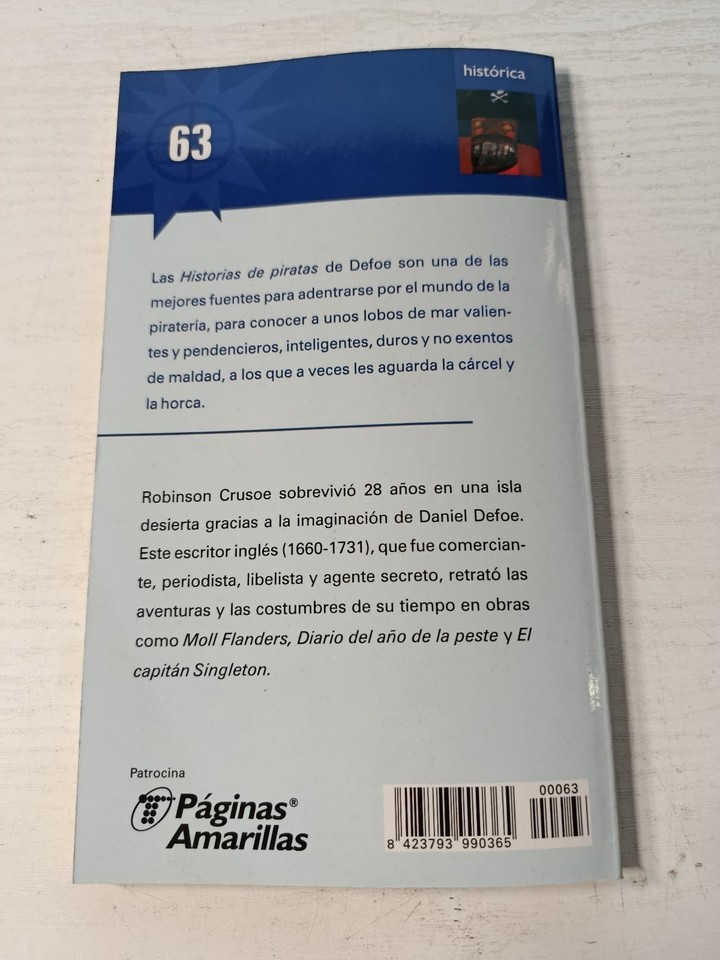 histórica
63
Las Historias de piratas de Defoe son una de las
mejores fuentes para adentrarse por el mundo de la
piratería, para conocer a unos lobos de mar valien-
tes y pendencieros, inteligentes, duros y no exentos
de maldad, a los que a veces les aguarda la cárcel y
la horca.
Robinson Crusoe sobrevivió 28 años en una isla
desierta gracias a la imaginación de Daniel Defoe.
Este escritor inglés (1660-1731), que fue comercian-
te, periodista, libelista y agente secreto, retrató las
aventuras y las costumbres de su tiempo en obras
como Moll Flanders, Diario del año de la peste y El
capitán Singleton.
Patrocina
Páginas®
Amarillas
00063
8 423793 990365